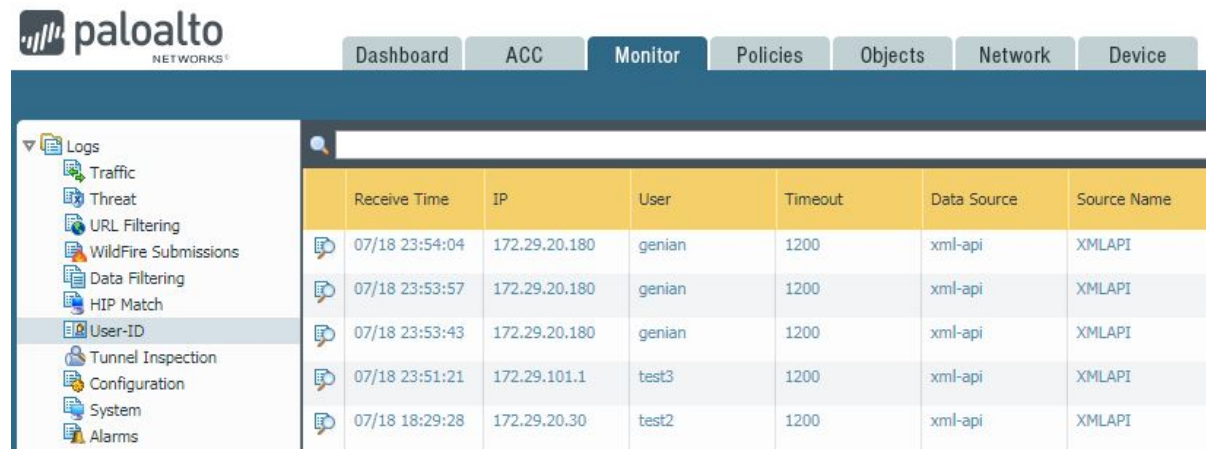 paloalto
NETWORKS®
Dashboard ACC Monitor Policies Objects Network Device
Logs
Traffic
Threat
URL Filtering
WildFire Submissions
Data Filtering
HIP Match
User-ID
Tunnel Inspection
Configuration
System
Alarms
Receive Time IP User Timeout Data Source Source Name
07/18 23:54:04 172.29.20.180 genian 1200 xml-api XMLAPI
07/18 23:53:57 172.29.20.180 genian 1200 xml-api XMLAPI
07/18 23:53:43 172.29.20.180 genian 1200 xml-api XMLAPI
07/18 23:51:21 172.29.101.1 test3 1200 xml-api XMLAPI
07/18 18:29:28 172.29.20.30 test2 1200 xml-api XMLAPI